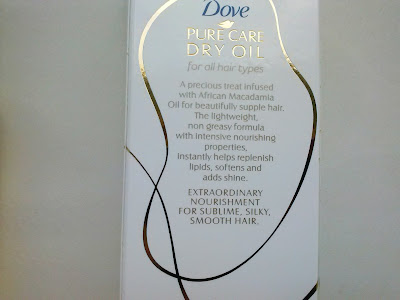 Dove
PURE CARE
DRY OIL
for all hair types
A precious treat infused
with African Macadamia
Oil for beautifully supple hair.
The lightweight,
non greasy formula
with intensive nourishing
properties,
instantly helps replenish
lipids, softens and
adds shine.
EXTRAORDINARY
NOURISHMENT
FOR SUBLIME, SILKY,
SMOOTH HAIR.